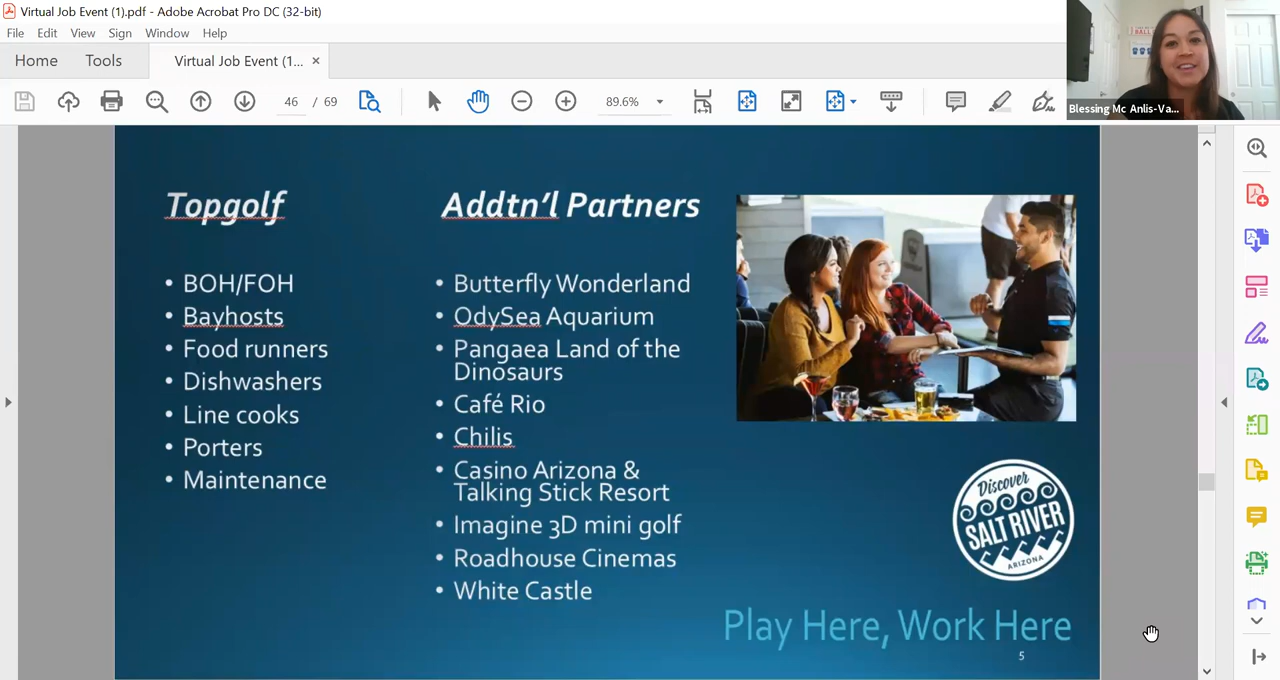 Virtual Job Event (1).pdf - Adobe Acrobat Pro DC (32-bit)
File Edit View Sign Window Help
Home Tools Virtual Job Event (1... ×
46 / 69 89.6%
Blessing Mc Anlis-Va...
Topgolf
• BOH/FOH
• Bayhosts
• Food runners
• Dishwashers
• Line cooks
• Porters
• Maintenance
Addtn'l Partners
• Butterfly Wonderland
• OdySea Aquarium
• Pangaea Land of the
Dinosaurs
• Café Rio
• Chilis
• Casino Arizona &
Talking Stick Resort
• Imagine 3D mini golf
• Roadhouse Cinemas
• White Castle
Discover
SALT RIVER
ARIZONA
Play Here, Work Here
5